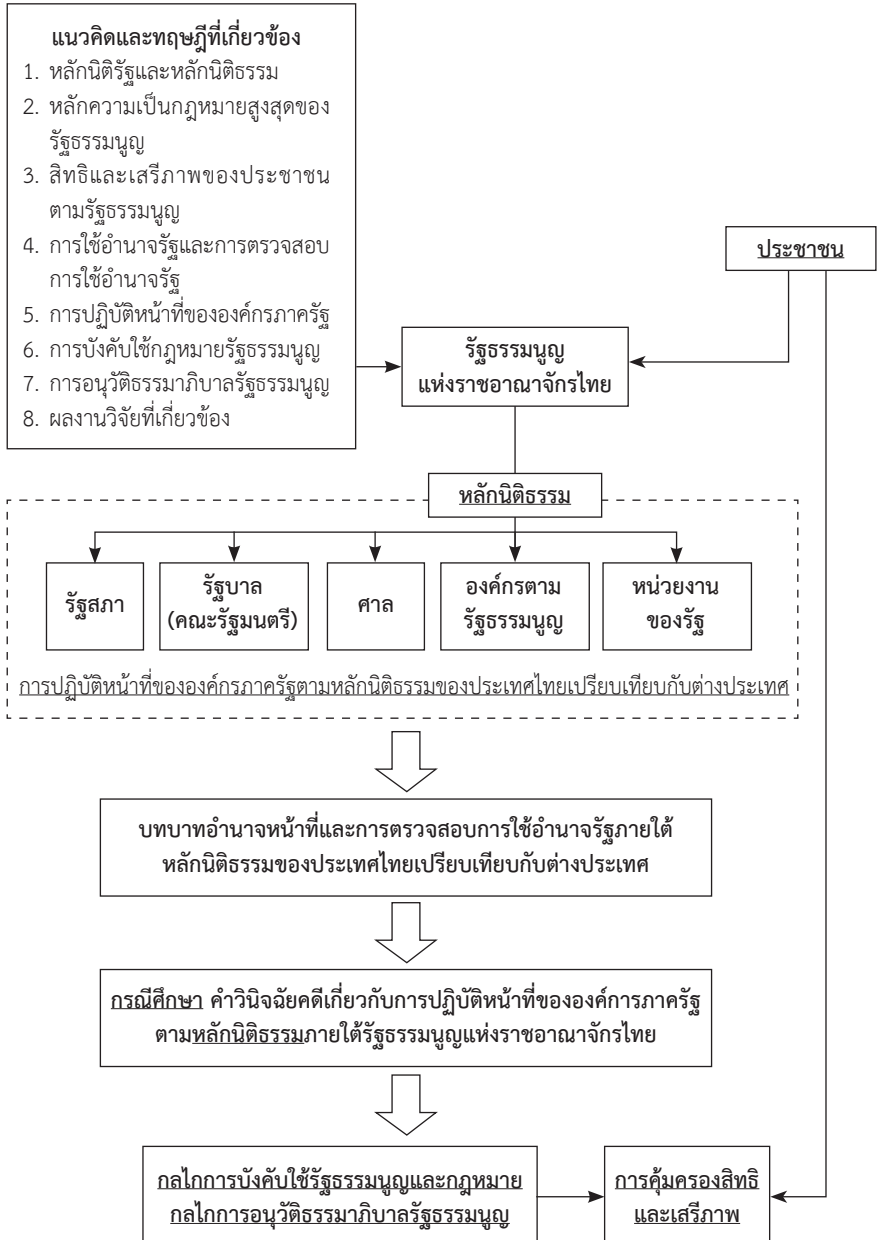 แนวคิดและทฤษฎีที่เกี่ยวข้อง
1. หลักนิติรัฐและหลักนิติธรรม
2. หลักความเป็นกฎหมายสูงสุดของ
รัฐธรรมนูญ
3. สิทธิและเสรีภาพของประชาชน
ตามรัฐธรรมนูญ
4. การใช้อำนาจรัฐและการตรวจสอบ
การใช้อำนาจรัฐ
5. การปฏิบัติหน้าที่ขององค์กรภาครัฐ
6. การบังคับใช้กฎหมายรัฐธรรมนูญ
7. การอนุวัติธรรมาภิบาลรัฐธรรมนูญ
8. ผลงานวิจัยที่เกี่ยวข้อง
ประชาชน
รัฐธรรมนูญ
แห่งราชอาณาจักรไทย
หลักนิติธรรม
รัฐสภา
รัฐบาล
(คณะรัฐมนตรี)
ศาล
องค์กรตาม
รัฐธรรมนูญ
หน่วยงาน
ของรัฐ
การปฏิบัติหน้าที่ขององค์กรภาครัฐตามหลักนิติธรรมของประเทศไทยเปรียบเทียบกับต่างประเทศ
บทบาทอำนาจหน้าที่และการตรวจสอบการใช้อำนาจรัฐภายใต้
หลักนิติธรรมของประเทศไทยเปรียบเทียบกับต่างประเทศ
กรณีศึกษา คำวินิจฉัยคดีเกี่ยวกับการปฏิบัติหน้าที่ขององค์การภาครัฐ
ตามหลักนิติธรรมภายใต้รัฐธรรมนูญแห่งราชอาณาจักรไทย
กลไกการบังคับใช้รัฐธรรมนูญและกฎหมาย
กลไกการอนุวัติธรรมาภิบาลรัฐธรรมนูญ
การคุ้มครองสิทธิ
และเสรีภาพ